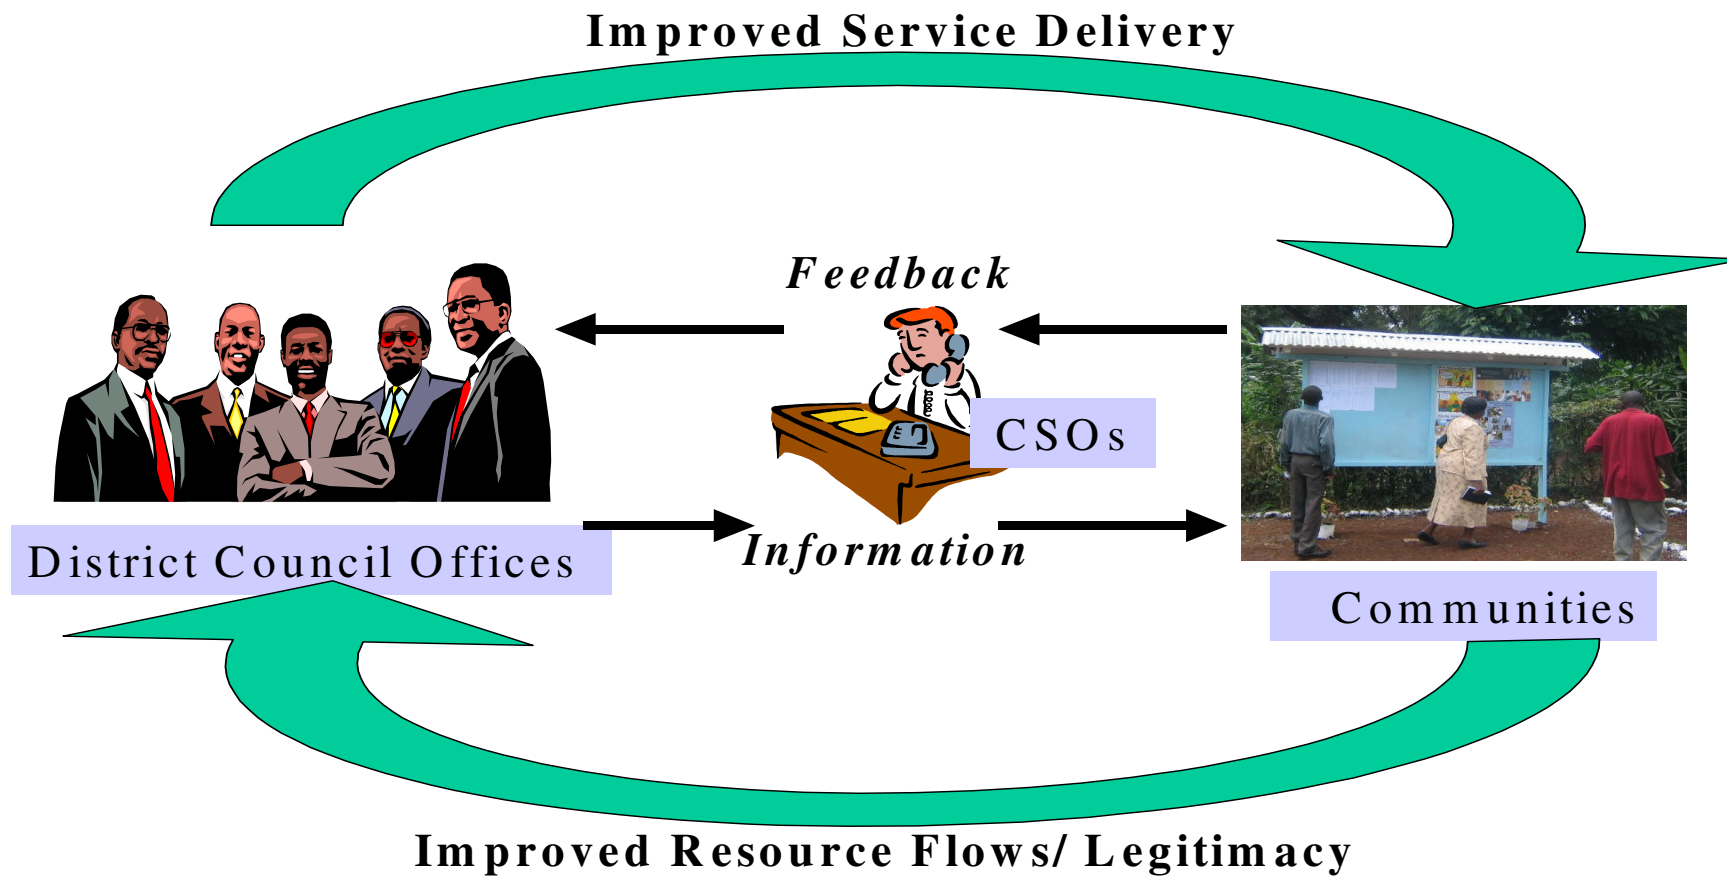 Improved Service Delivery
Feedback
CSOs
Information
District Council Offices
Communities
Improved Resource Flows/ Legitimacy